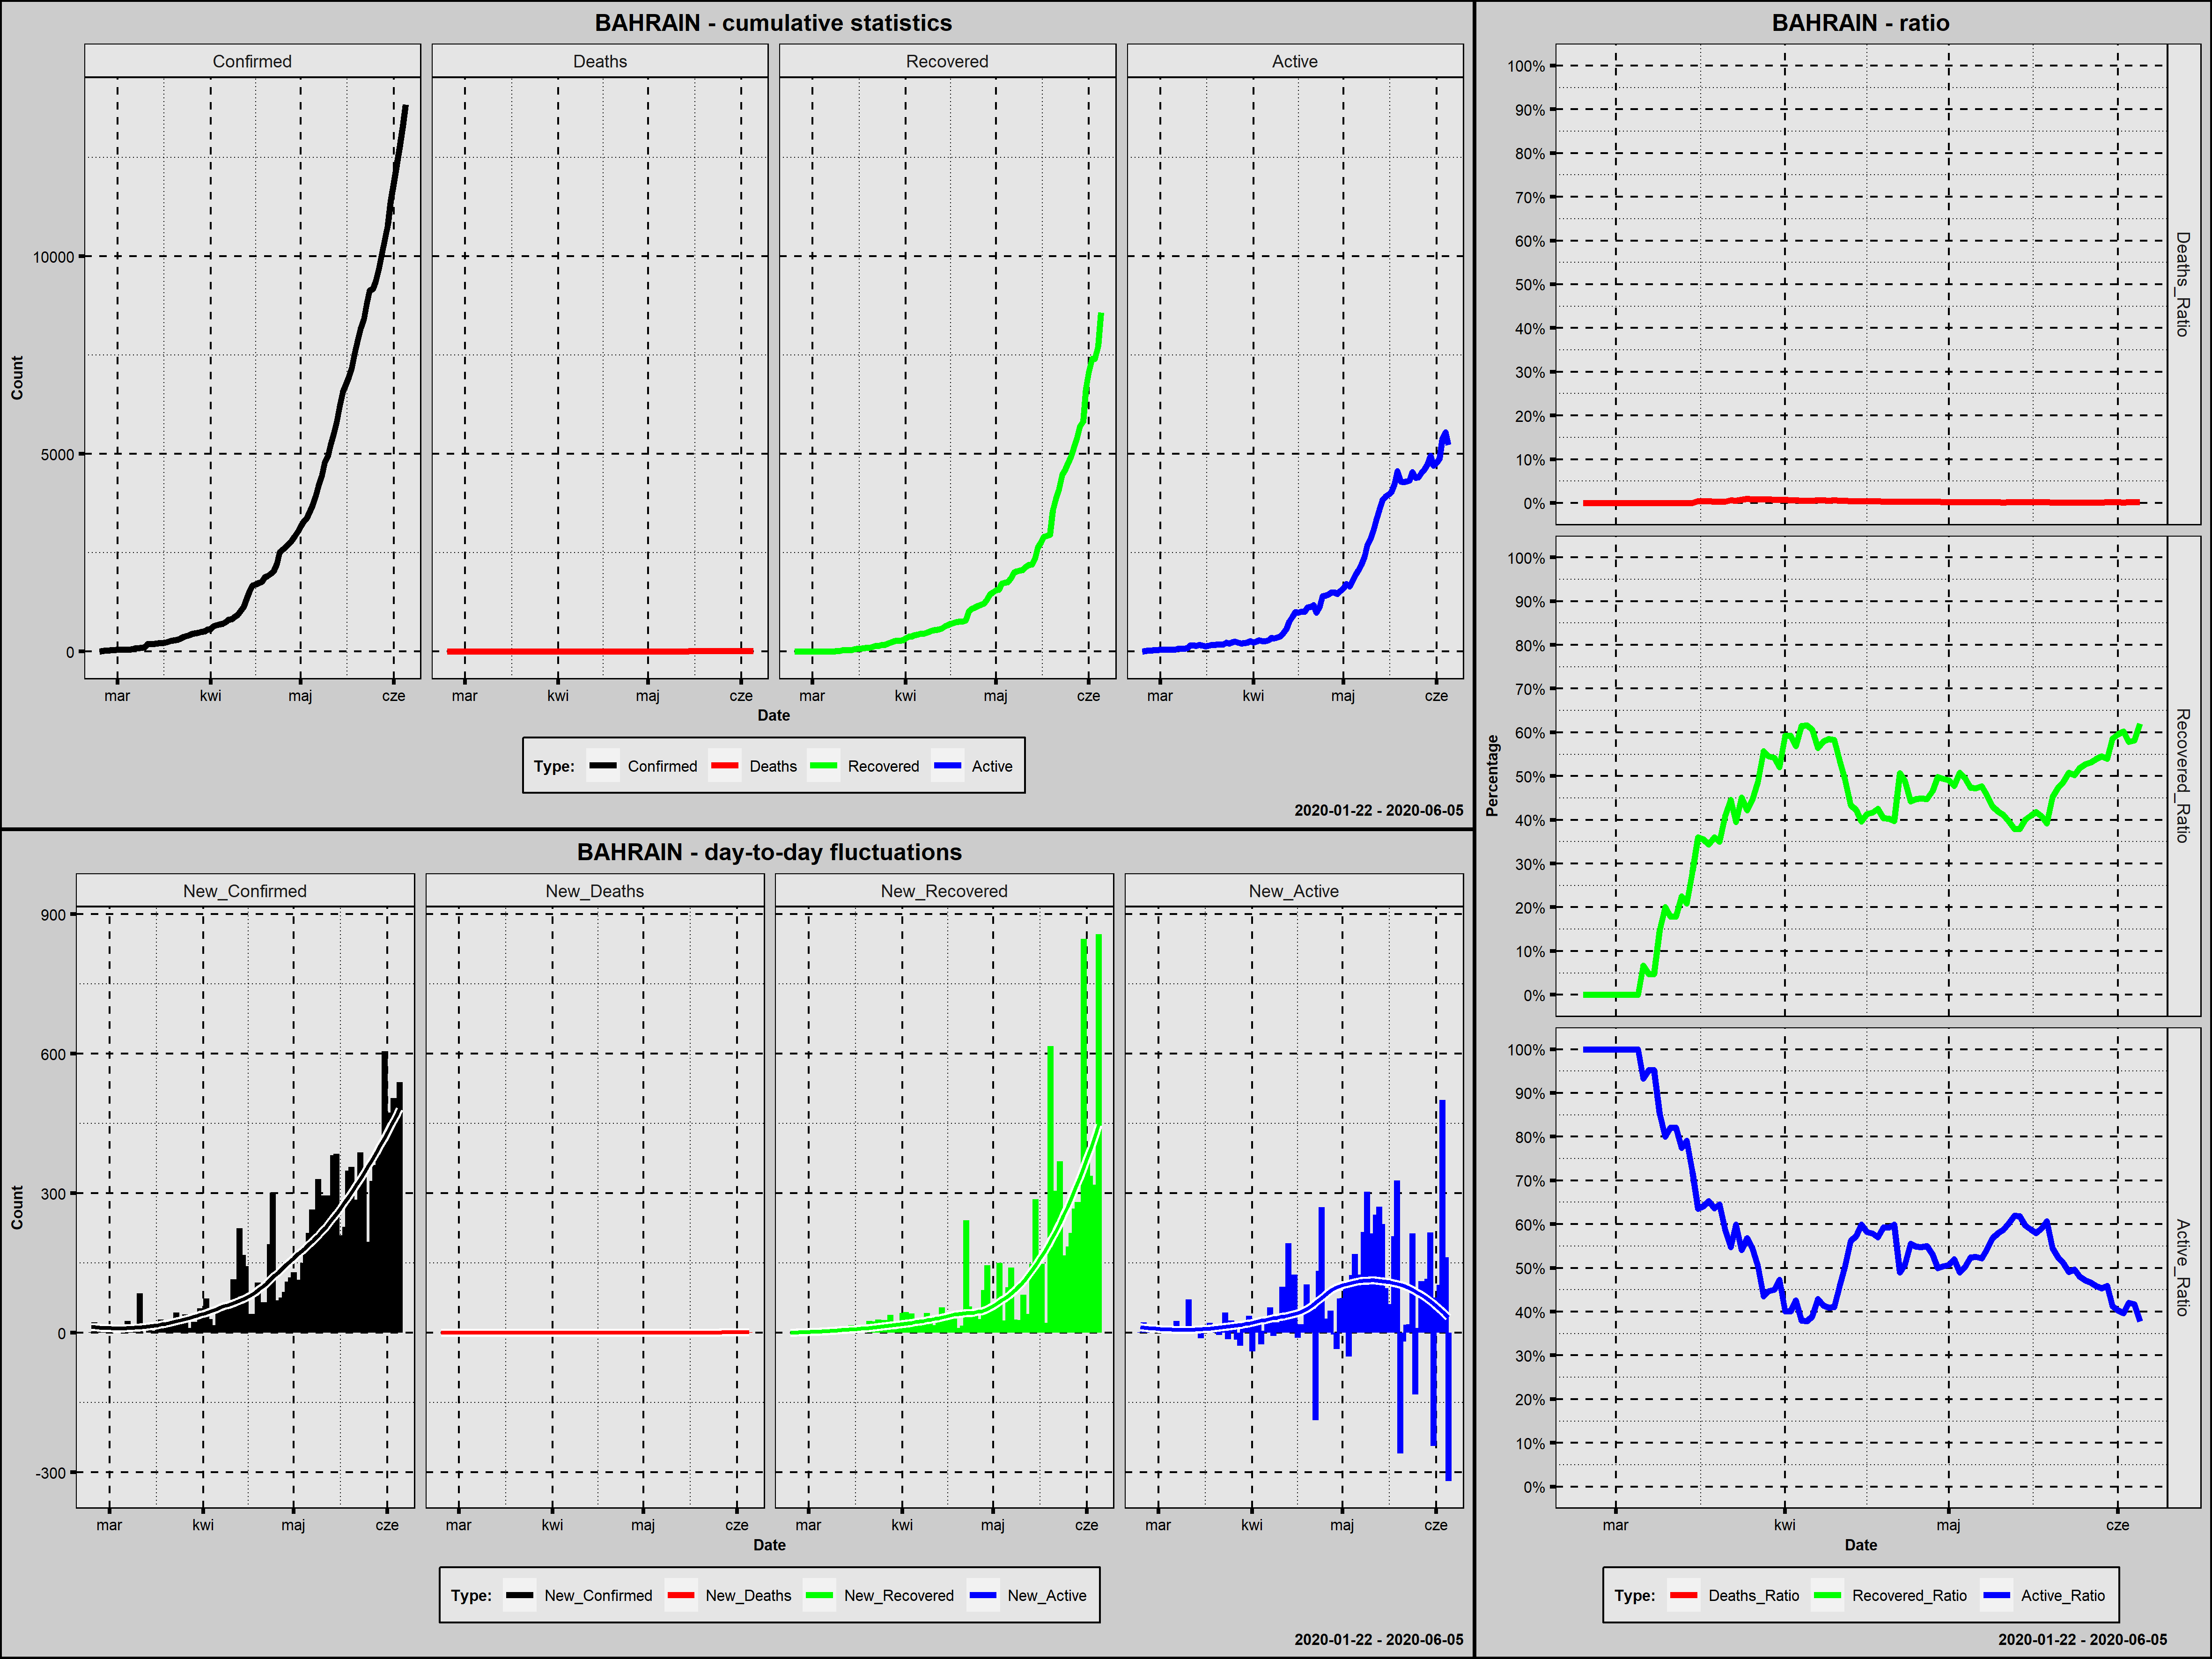 BAHRAIN - cumulative statistics
Confirmed Deaths Recovered Active
10000
5000
0
Count
mar kwi maj cze mar kwi maj cze mar kwi maj cze mar kwi maj cze
Date
Type: Confirmed Deaths Recovered Active
2020-01-22 - 2020-06-05
BAHRAIN - day-to-day fluctuations
New_Confirmed New_Deaths New_Recovered New_Active
900
600
300
0
-300
Count
mar kwi maj cze mar kwi maj cze mar kwi maj cze mar kwi maj cze
Date
Type: New_Confirmed New_Deaths New_Recovered New_Active
2020-01-22 - 2020-06-05
BAHRAIN - ratio
100%
90%
80%
70%
60%
50%
40%
30%
20%
10%
0%
Deaths_Ratio
100%
90%
80%
70%
60%
50%
40%
30%
20%
10%
0%
Recovered_Ratio
100%
90%
80%
70%
60%
50%
40%
30%
20%
10%
0%
Active_Ratio
Percentage
mar kwi maj cze
Date
Type: Deaths_Ratio Recovered_Ratio Active_Ratio
2020-01-22 - 2020-06-05